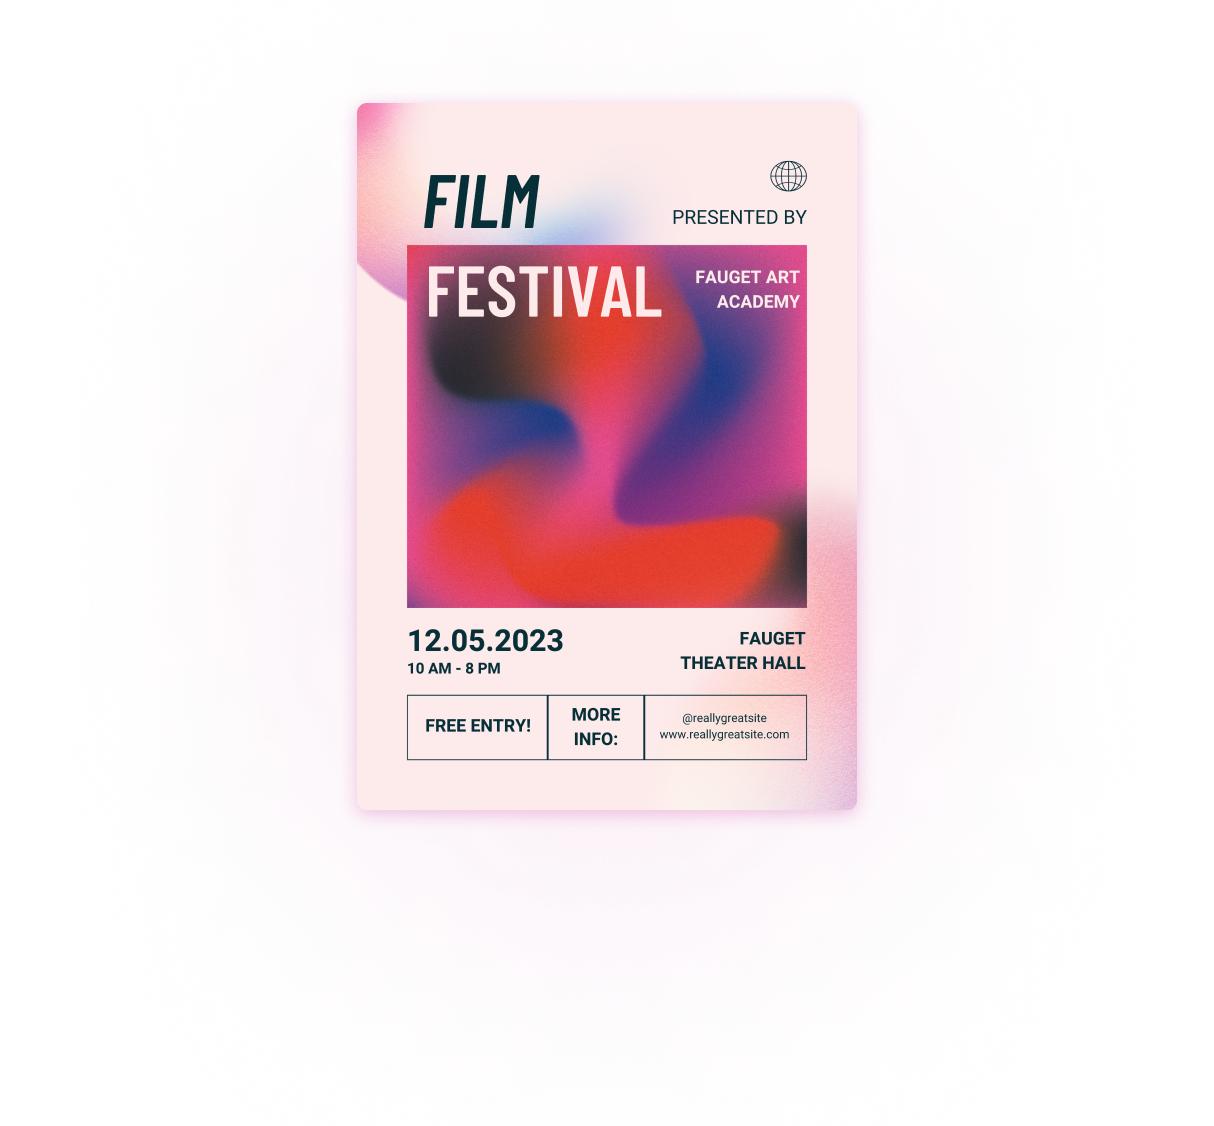 FILM
PRESENTED BY
FESTIVAL
FAUGET ART
ACADEMY
12.05.2023
10 AM - 8 PM
FAUGET
THEATER HALL
FREE ENTRY!
MORE
INFO:
@reallygreatsite
www.reallygreatsite.com